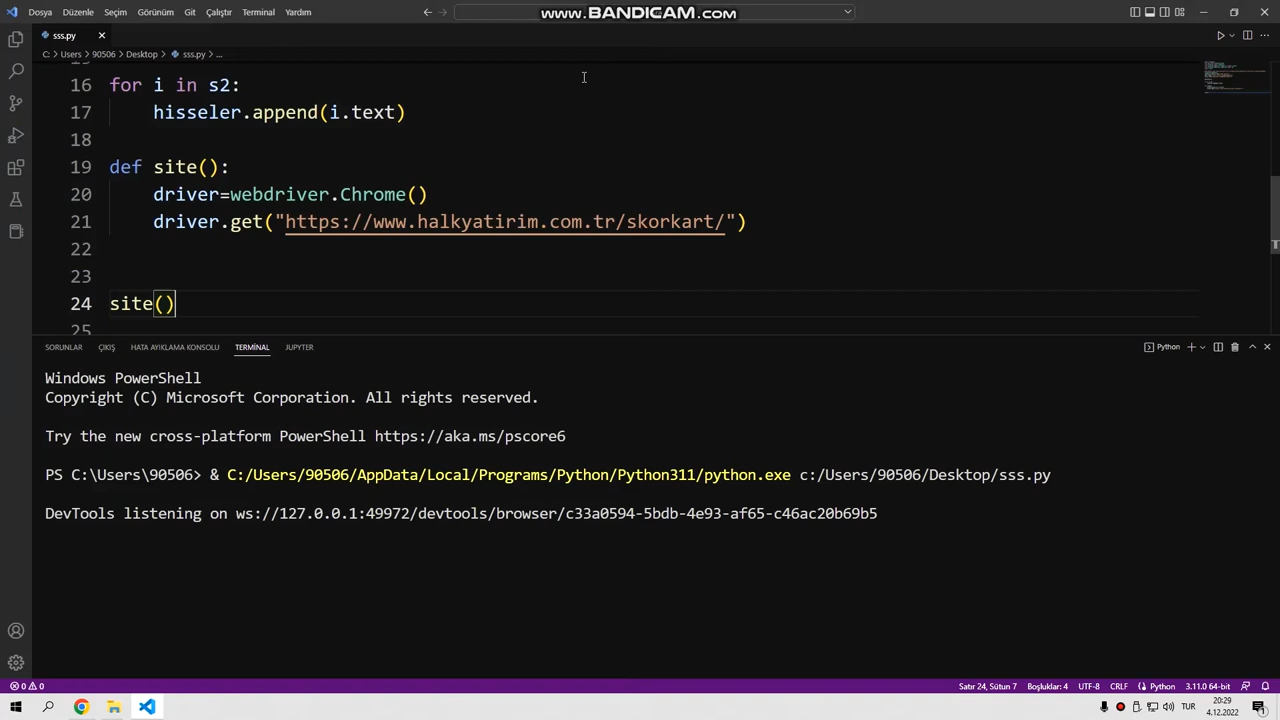 Dosya Düzenle Seçim Görünüm Git Çalıştır Terminal Yardım
www.BANDICAM.com
sss.py
C: > Users > 90506 > Desktop > sss.py > ...
16 for i in s2:
17 hisseler.append(i.text)
18
19 def site():
20 driver=webdriver.Chrome()
21 driver.get("https://www.halkyatirim.com.tr/skorkart/")
22
23
24 site()
25
SORUNLAR ÇIKIŞ HATA AYIKLAMA KONSOLU TERMİNAL JUPYTER
Python
Windows PowerShell
Copyright (C) Microsoft Corporation. All rights reserved.
Try the new cross-platform PowerShell https://aka.ms/pscore6
PS C:\Users\90506> & C:/Users/90506/AppData/Local/Programs/Python/Python311/python.exe c:/Users/90506/Desktop/sss.py
DevTools listening on ws://127.0.0.1:49972/devtools/browser/c33a0594-5bdb-4e93-af65-c46ac20b69b5
0 0
Satır 24, Sütun 7 Boşluklar: 4 UTF-8 CRLF Python 3.11.0 64-bit
TUR
20:29
4.12.2022
1